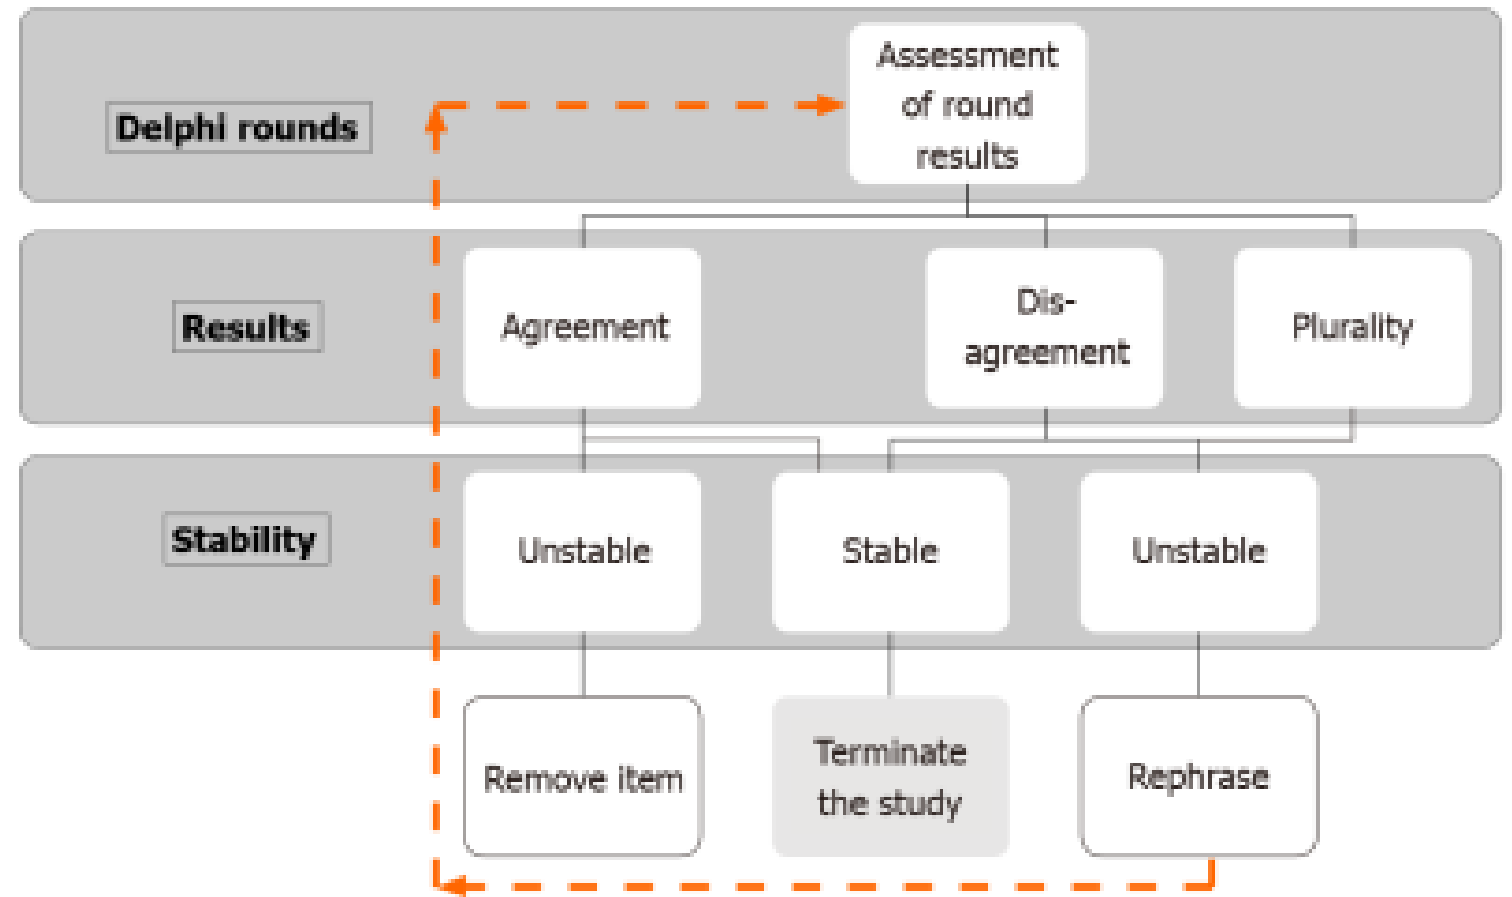 Assessment
of round
results
Delphi rounds
Results
Agreement
Dis-
agreement
Plurality
Stability
Unstable
Stable
Unstable
Remove item
Terminate
the study
Rephrase